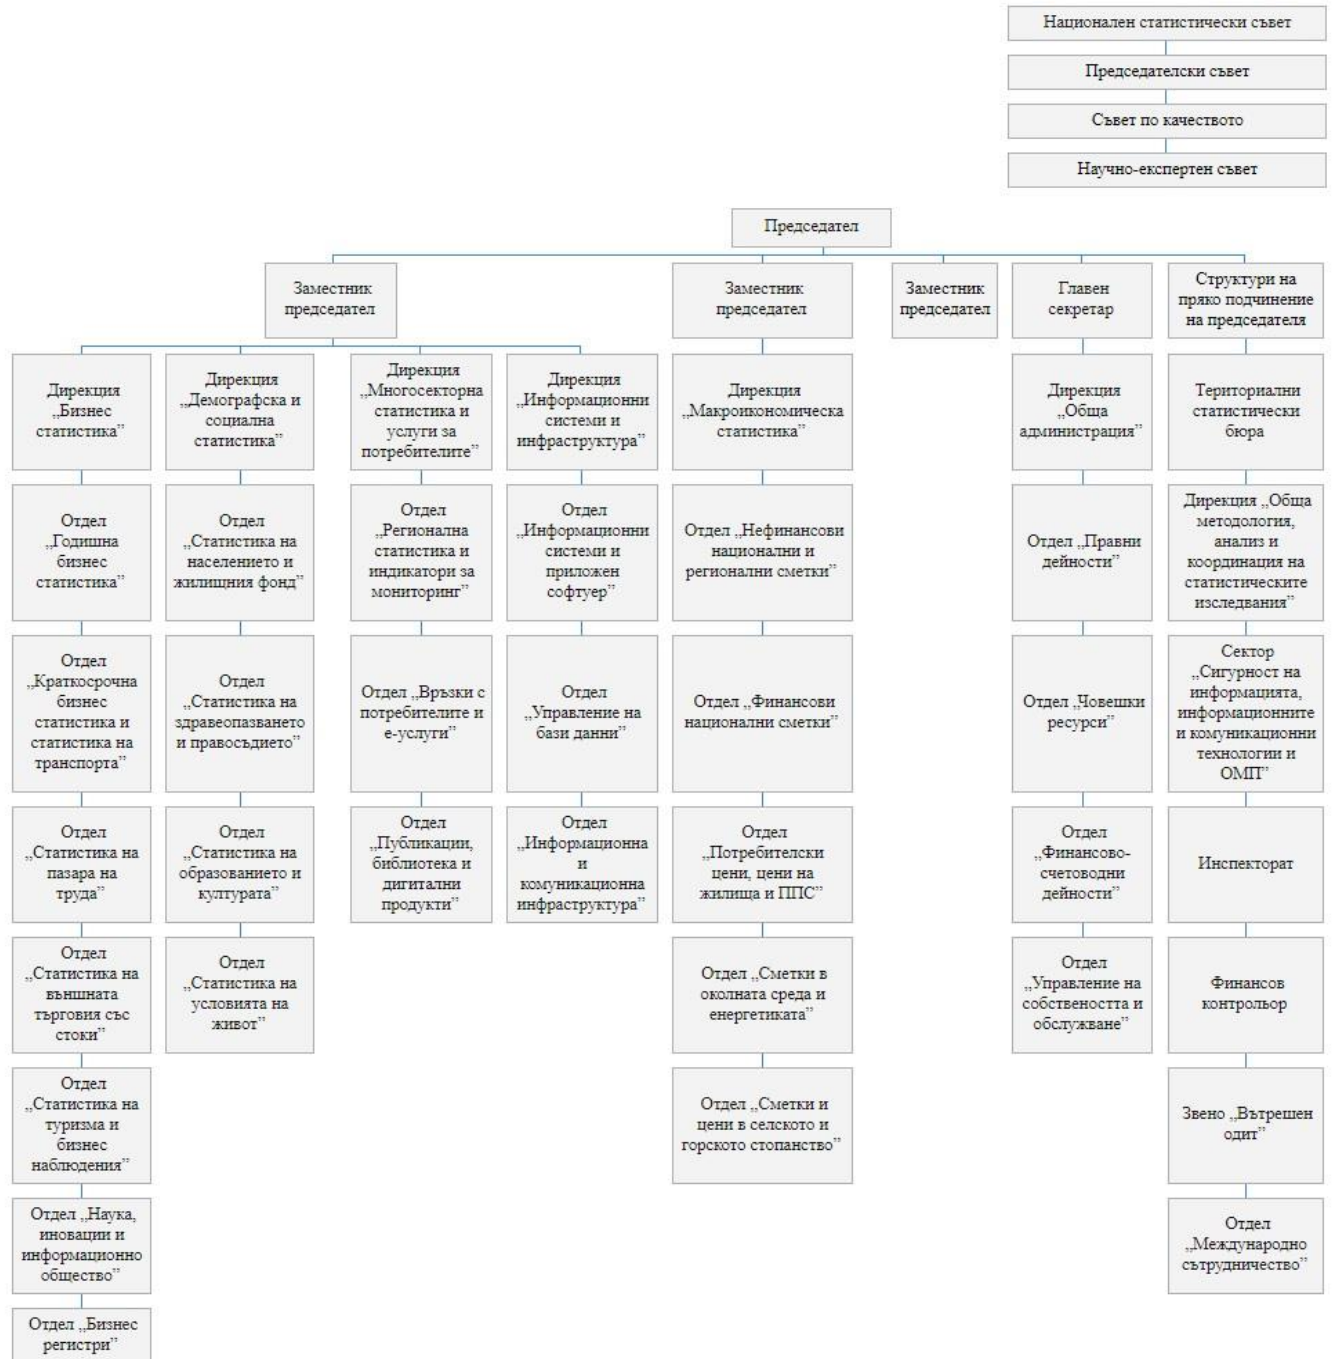 Национален статистически съвет
Председателски съвет
Съвет по качеството
Научно-експертен съвет
Председател
Заместник
председател
Заместник
председател
Заместник
председател
Главен
секретар
Структури на
пряко подчинение
на председателя
Дирекция
„Бизнес
статистика”
Отдел
„Годишна
бизнес
статистика”
Отдел
„Краткосрочна
бизнес
статистика и
статистика на
транспорта”
Отдел
„Статистика на
пазара на
труда”
Отдел
„Статистика на
външната
търговия със
стоки”
Отдел
„Статистика на
туризма и
бизнес
наблюдения”
Отдел „Наука,
иновации и
информационно
общество”
Отдел „Бизнес
регистри”
Дирекция
„Демографска и
социална
статистика”
Отдел
„Статистика на
населението и
жилищния фонд”
Отдел
„Статистика на
здравеопазването
и правосъдието”
Отдел
„Статистика на
образованието и
културата”
Отдел
„Статистика на
условията на
живот”
Дирекция
„Многосекторна
статистика и
услуги за
потребителите”
Отдел
„Регионална
статистика и
индикатори за
мониторинг”
Отдел „Връзки с
потребителите и
е-услуги”
Отдел
„Публикации,
библиотека и
дигитални
продукти”
Дирекция
„Информационни
системи и
инфраструктура”
Отдел
„Информационни
системи и
приложен
софтуер”
Отдел
„Управление на
бази данни”
Отдел
„Информационна
и
комуникационна
инфраструктура”
Дирекция
„Макроикономическа
статистика”
Отдел „Нефинансови
национални и
регионални сметки”
Отдел „Финансови
национални сметки”
Отдел
„Потребителски
цени, цени на
жилища и ППС”
Отдел „Сметки в
околната среда и
енергетиката”
Отдел „Сметки и
цени в селското и
горското стопанство”
Дирекция
„Обща
администрация”
Отдел „Правни
дейности”
Отдел „Човешки
ресурси”
Отдел
„Финансово-
счетоводни
дейности”
Отдел
„Управление на
собствеността и
обслужване”
Териториални
статистически
бюра
Дирекция „Обща
методология,
анализ и
координация на
статистическите
изследвания”
Сектор
„Сигурност на
информацията,
информационните
и комуникационни
технологии и
ОМП”
Инспекторат
Финансов
контрольор
Звено „Вътрешен
одит”
Отдел
„Международно
сътрудничество”